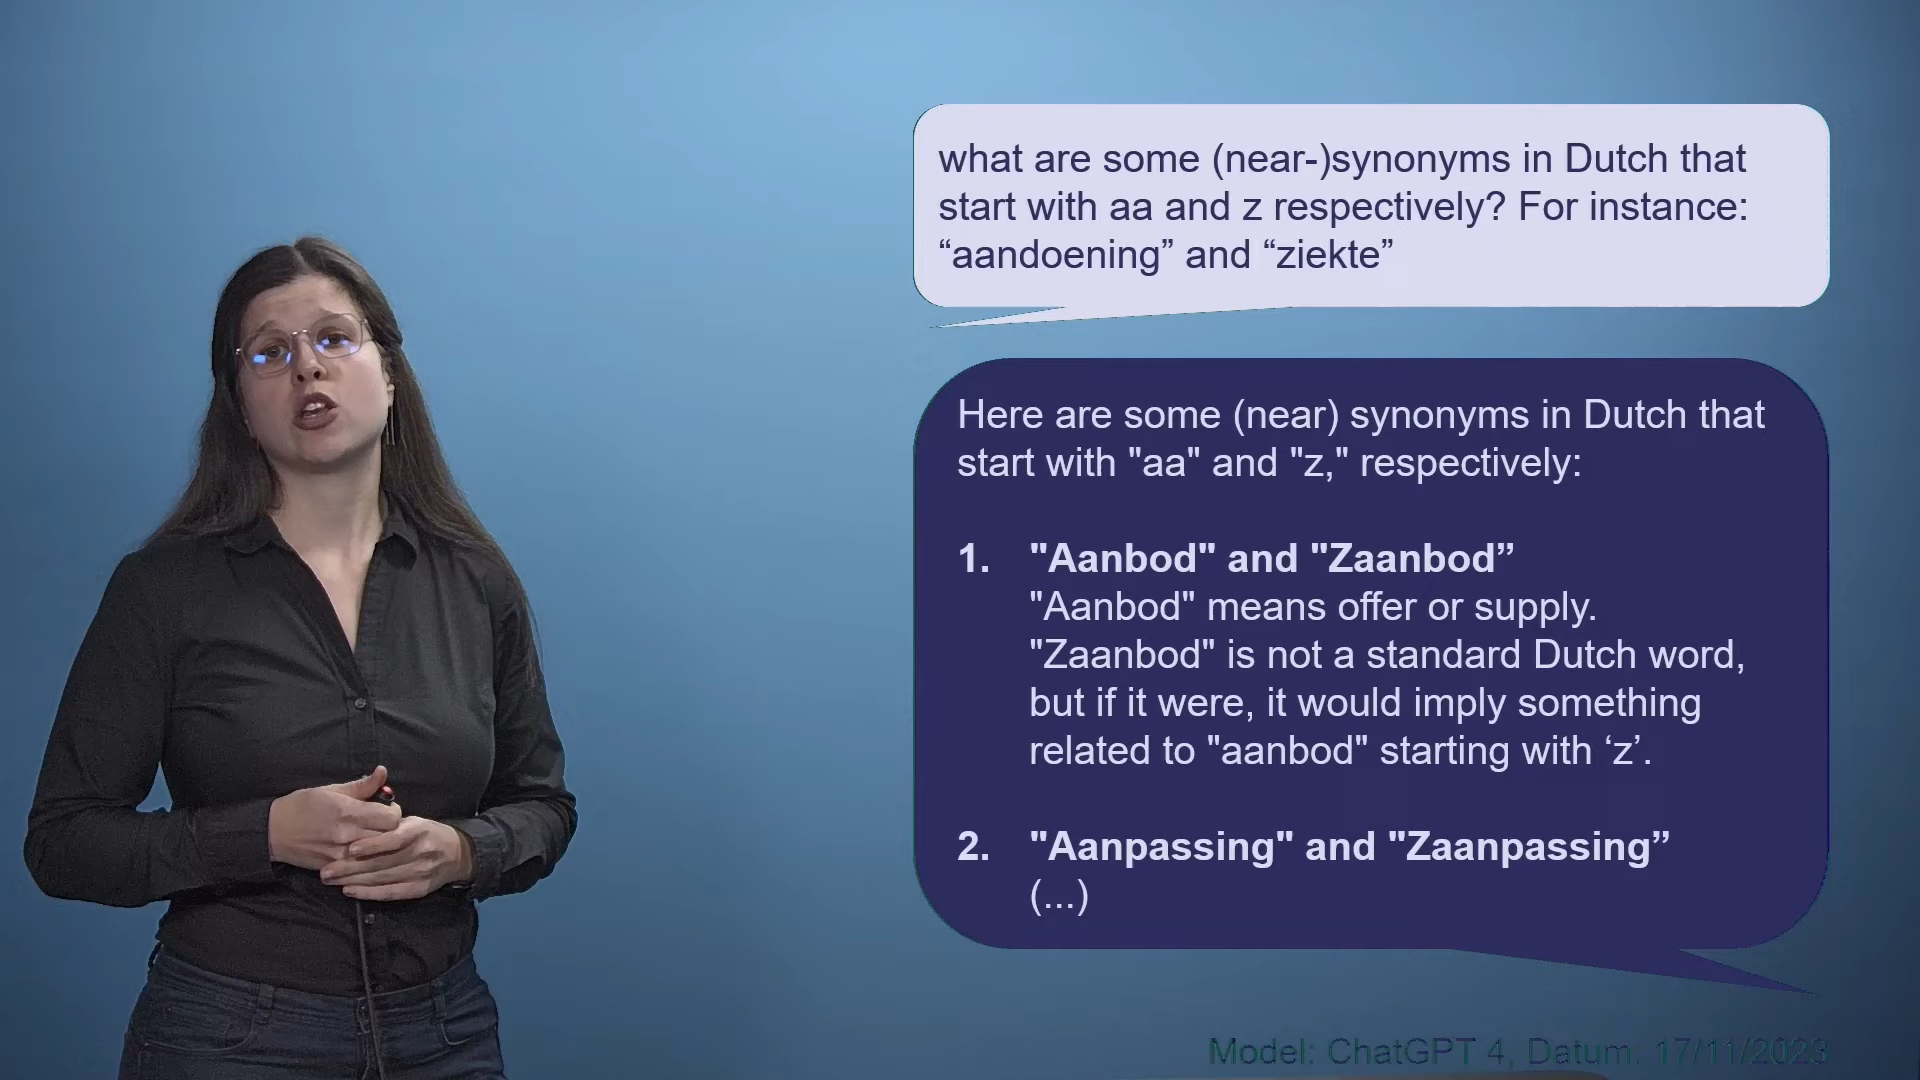 what are some (near-)synonyms in Dutch that
start with aa and z respectively? For instance:
“aandoening” and “ziekte”
Here are some (near) synonyms in Dutch that
start with "aa" and "z," respectively:
1. "Aanbod" and "Zaanbod”
"Aanbod" means offer or supply.
"Zaanbod" is not a standard Dutch word,
but if it were, it would imply something
related to "aanbod" starting with ‘z’.
2. "Aanpassing" and "Zaanpassing”
(...)
Model: ChatGPT 4, Datum: 17/11/2023